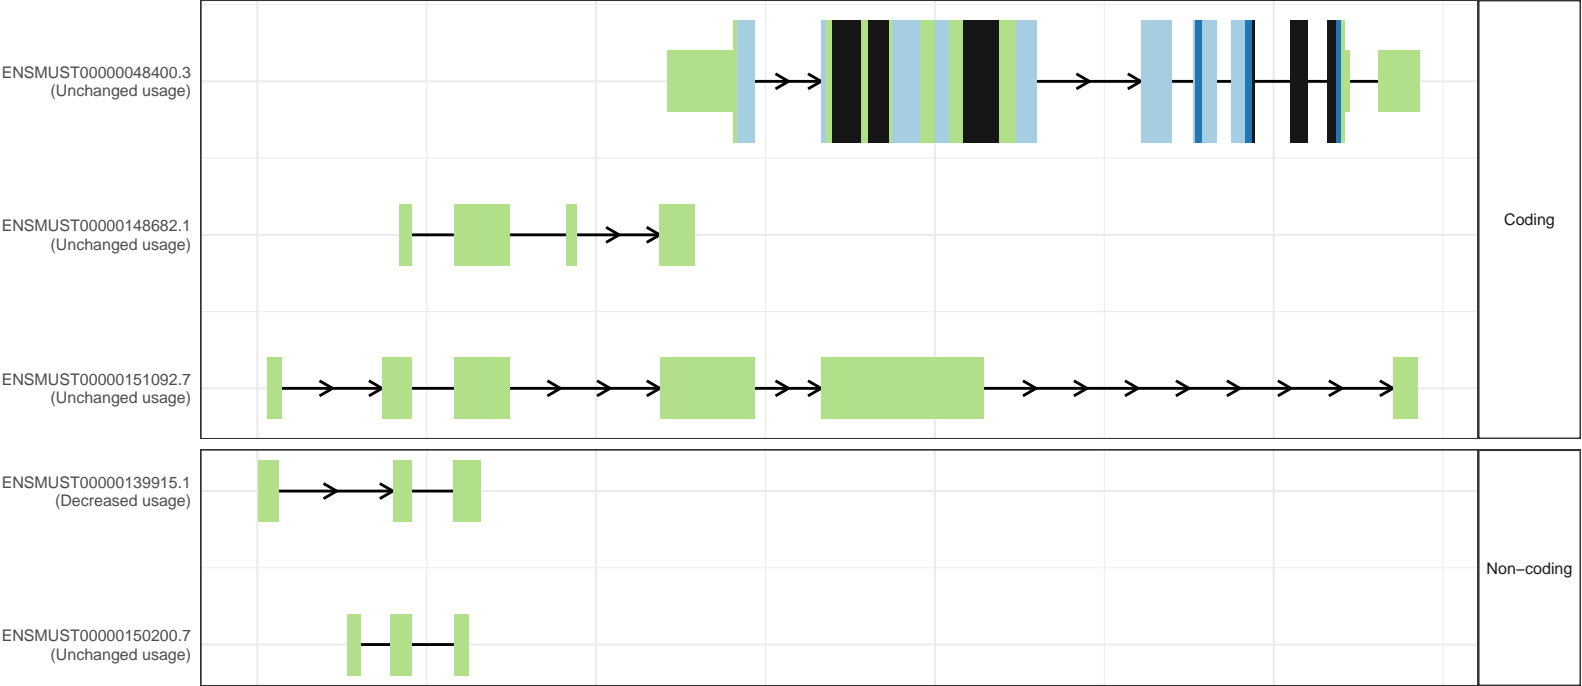 ENSMUST00000048400.3
(Unchanged usage)
ENSMUST00000148682.1
(Unchanged usage)
Coding
ENSMUST00000151092.7
(Unchanged usage)
ENSMUST00000139915.1
(Decreased usage)
Non−coding
ENSMUST00000150200.7
(Unchanged usage)